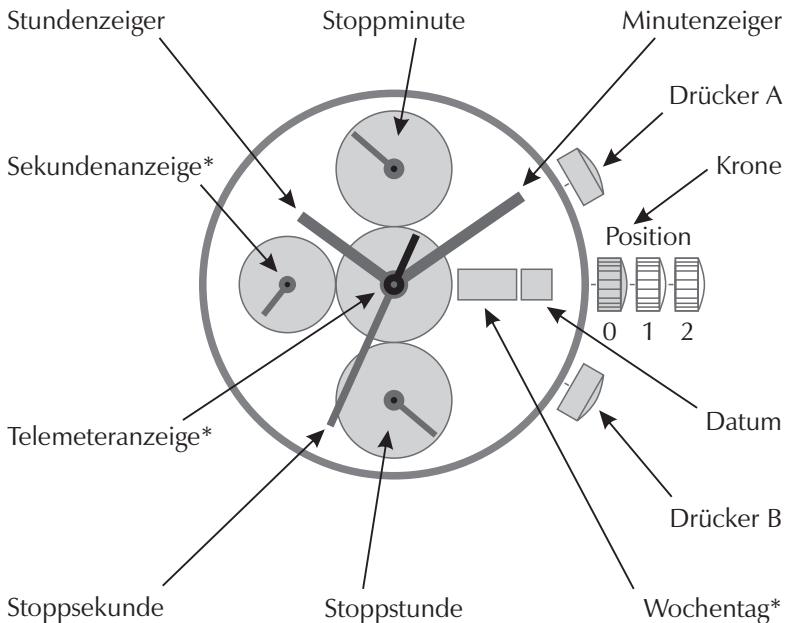 Stundenzeiger
Stoppminute
Minutenzeiger
Drücker A
Sekundenanzeige*
Krone
Position
0 1 2
Telemeteranzeige*
Datum
Drücker B
Stoppsekunde
Stoppstunde
Wochentag*